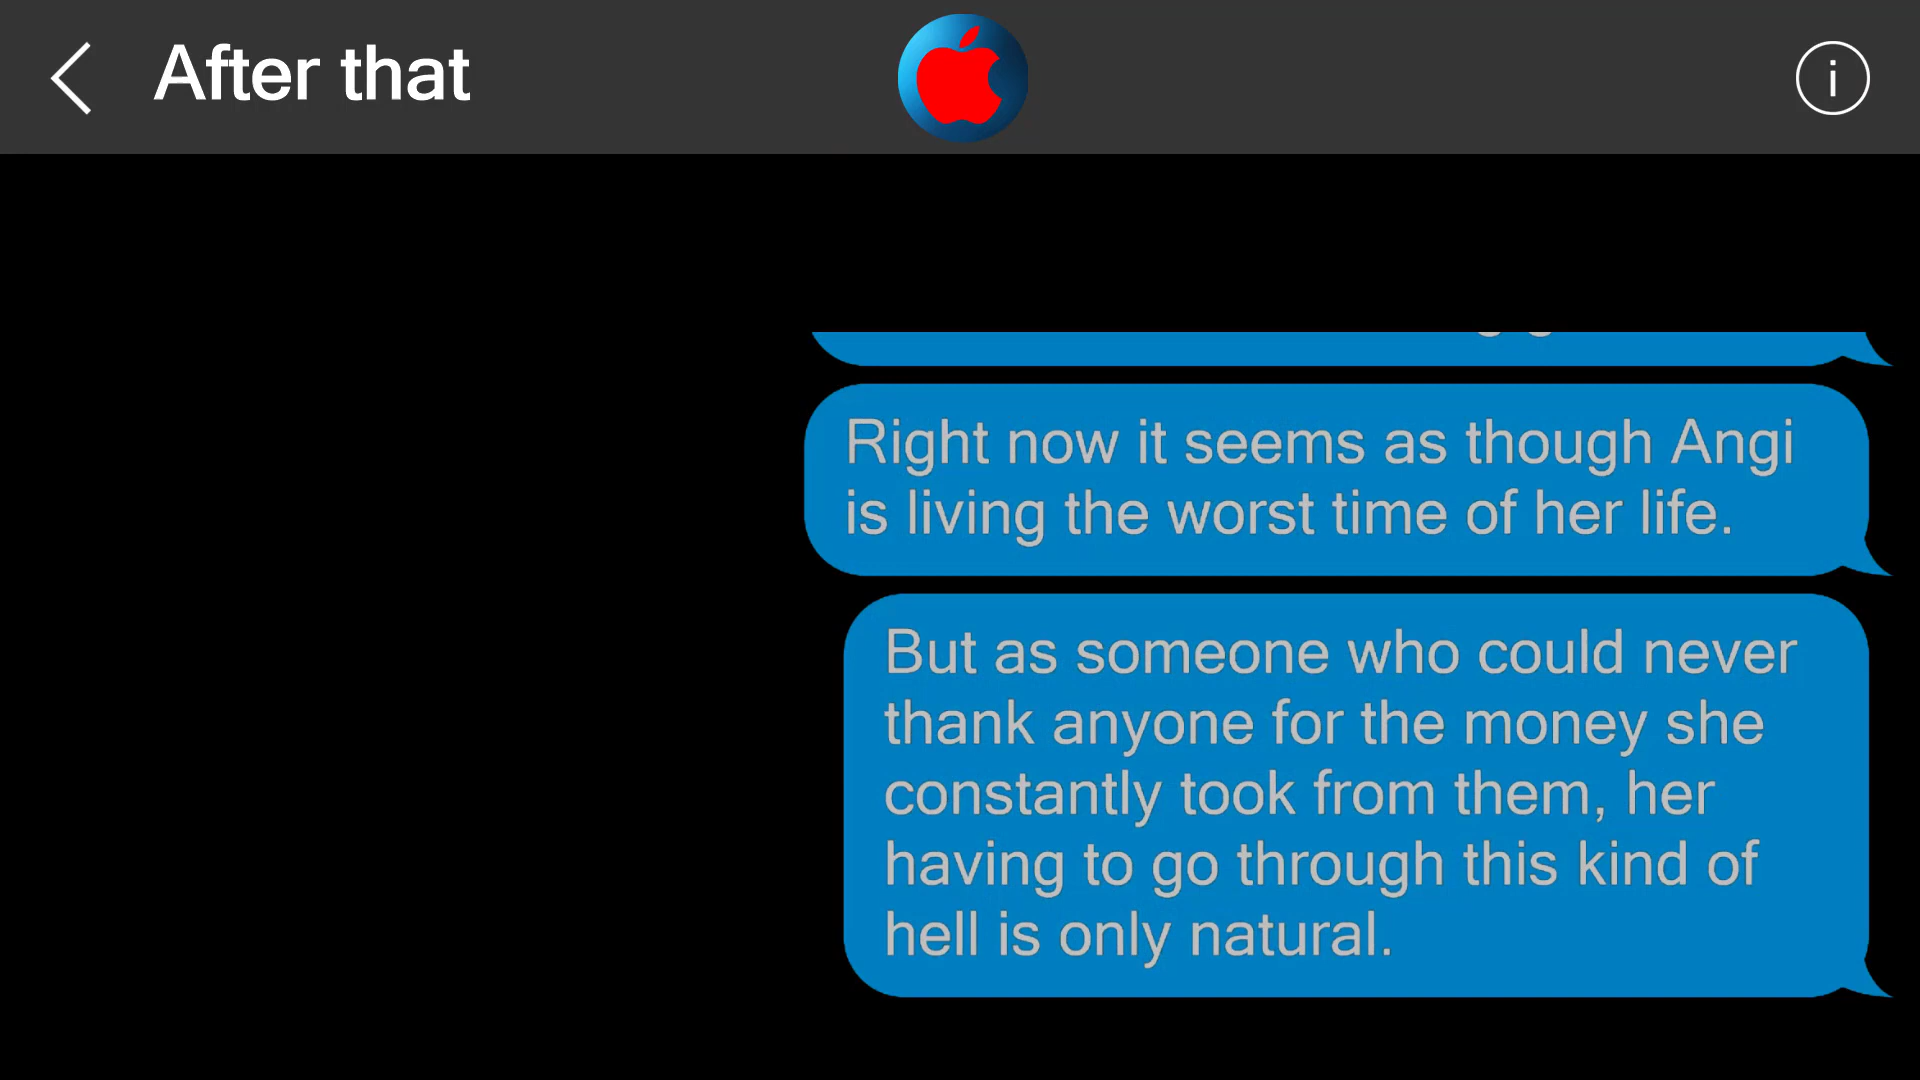 After that
i
Right now it seems as though Angi
is living the worst time of her life.
But as someone who could never
thank anyone for the money she
constantly took from them, her
having to go through this kind of
hell is only natural.